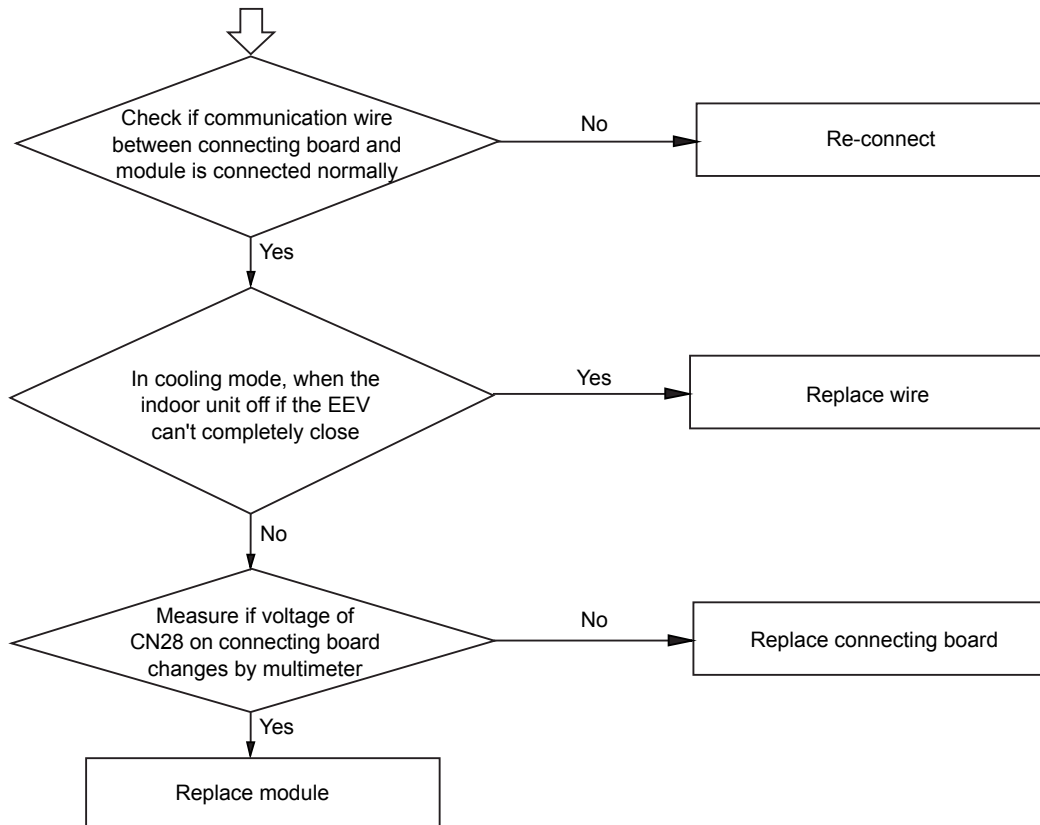 Check if communication wire
between connecting board and
module is connected normally
No
Re-connect
Yes
In cooling mode, when the
indoor unit off if the EEV
can't completely close
Yes
Replace wire
No
Measure if voltage of
CN28 on connecting board
changes by multimeter
No
Replace connecting board
Yes
Replace module